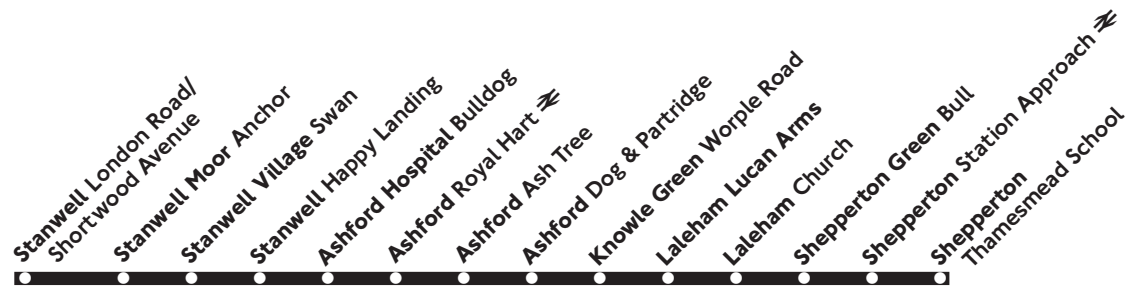 Stanwell London Road/
Shortwood Avenue
Stanwell Moor Anchor
Stanwell Village Swan
Stanwell Happy Landing
Ashford Hospital Bulldog
Ashford Royal Hart
Ashford Ash Tree
Ashford Dog & Partridge
Knowle Green Worple Road
Laleham Lucan Arms
Laleham Church
Shepperton Green Bull
Shepperton Station Approach
Shepperton
Thamesmead School